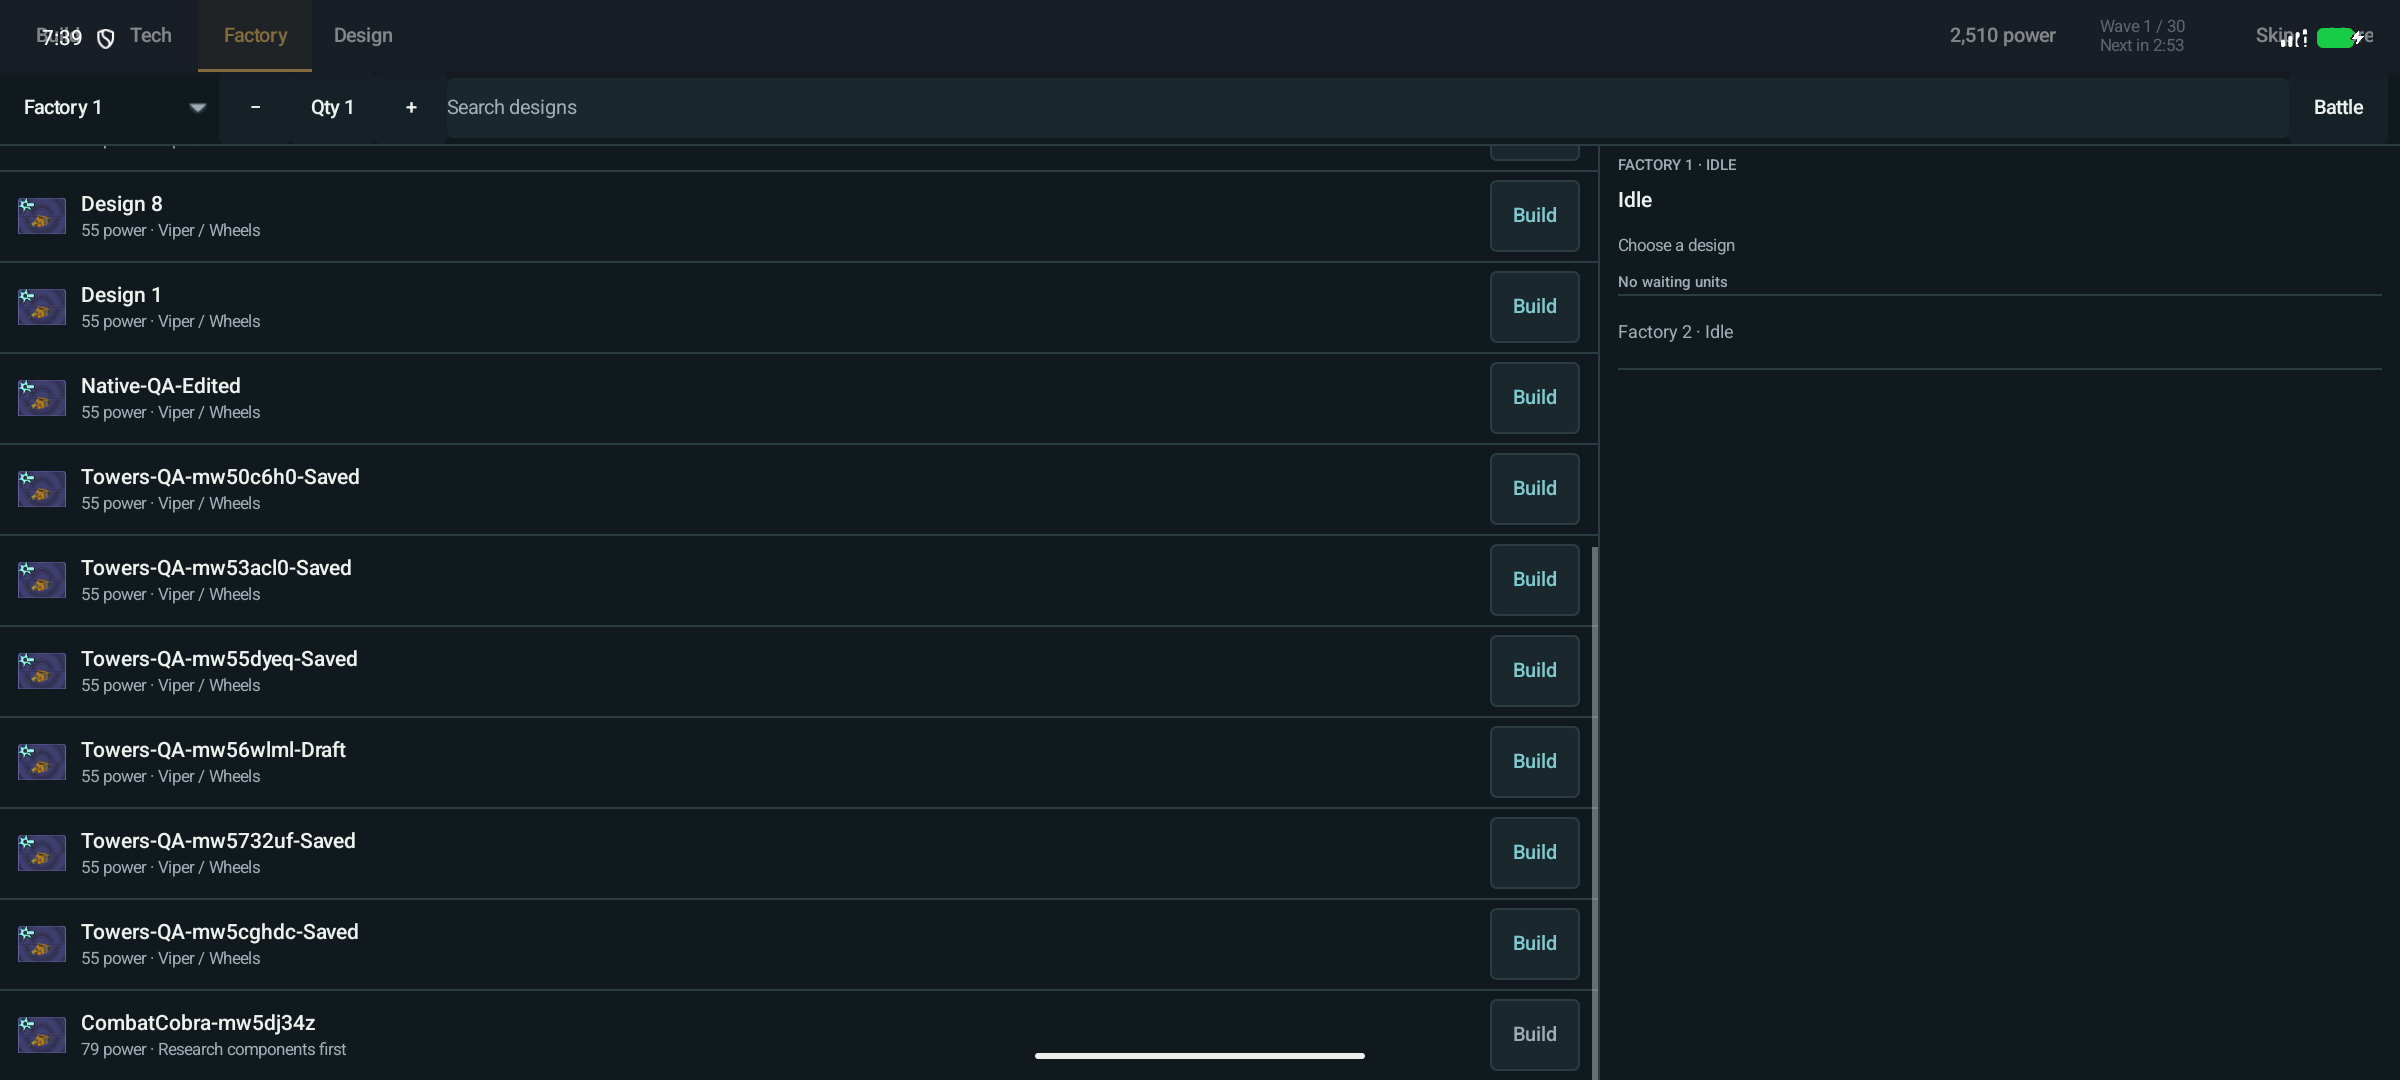 7:39
Tech
Factory
Design
2,510 power
Wave 1 / 30
Next in 2:53
Factory 1
−
Qty 1
+
Search designs
Battle
Design 8
55 power · Viper / Wheels
Build
Design 1
55 power · Viper / Wheels
Build
Native-QA-Edited
55 power · Viper / Wheels
Build
Towers-QA-mw50c6h0-Saved
55 power · Viper / Wheels
Build
Towers-QA-mw53acl0-Saved
55 power · Viper / Wheels
Build
Towers-QA-mw55dyeq-Saved
55 power · Viper / Wheels
Build
Towers-QA-mw56wlml-Draft
55 power · Viper / Wheels
Build
Towers-QA-mw5732uf-Saved
55 power · Viper / Wheels
Build
Towers-QA-mw5cghdc-Saved
55 power · Viper / Wheels
Build
CombatCobra-mw5dj34z
79 power · Research components first
Build
FACTORY 1 · IDLE
Idle
Choose a design
No waiting units
Factory 2 · Idle